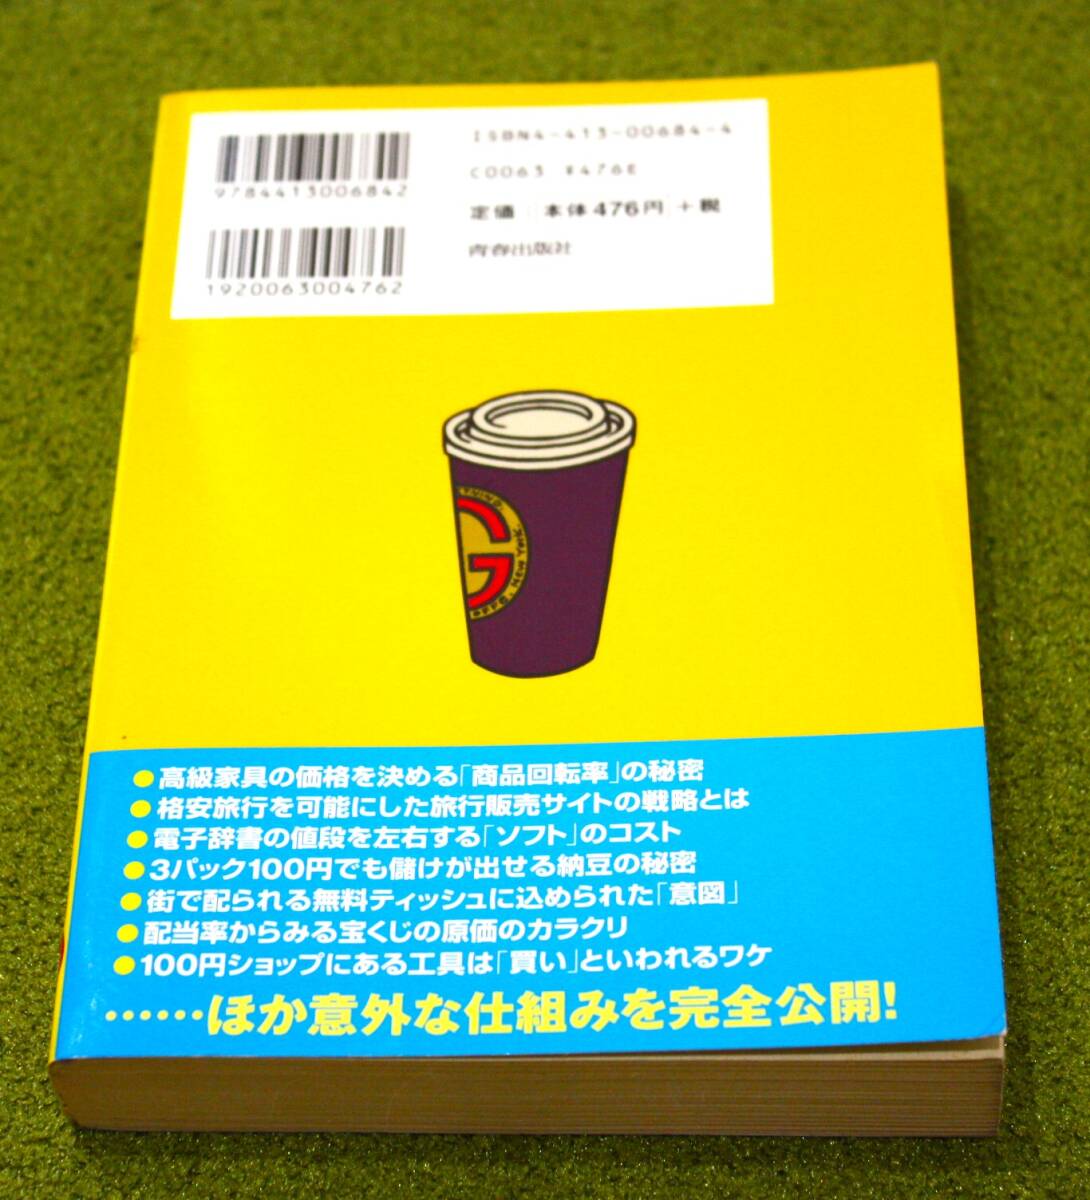 9784413006842
1920063004762
ISBN4-413-00684-4
C0063 ¥476E
定価 本体476円 +税
青春出版社
G
NEW YORK
●高級家具の価格を決める「商品回転率」の秘密
●格安旅行を可能にした旅行販売サイトの戦略とは
●電子辞書の値段を左右する「ソフト」のコスト
●3パック100円でも儲けが出せる納豆の秘密
●街で配られる無料ティッシュに込められた「意図」
●配当率からみる宝くじの原価のカラクリ
●100円ショップにある工具は「買い」といわれるワケ
……ほか意外な仕組みを完全公開!